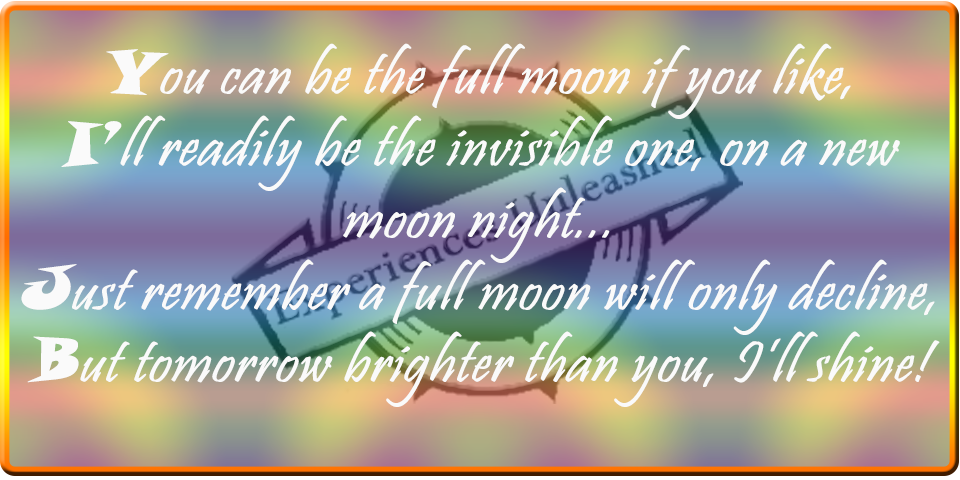 You can be the full moon if you like,
I'll readily be the invisible one, on a new
moon night...
Just remember a full moon will only decline,
But tomorrow brighter than you, I'll shine!
Experiences Unleashed